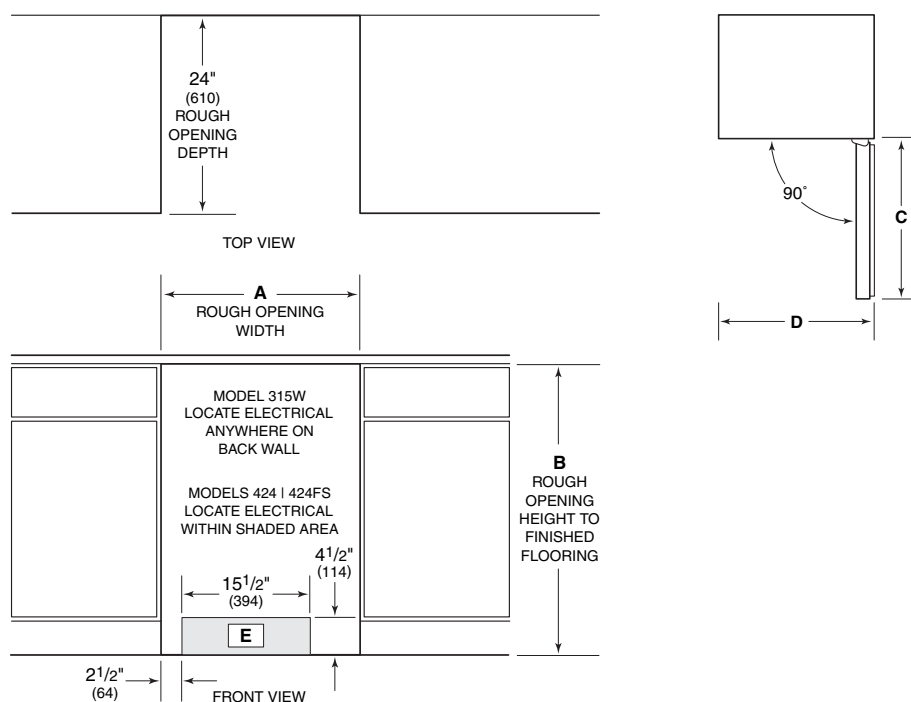 24"
(610)
ROUGH
OPENING
DEPTH
TOP VIEW
90˚
C
D
A
ROUGH OPENING
WIDTH
MODEL 315W
LOCATE ELECTRICAL
ANYWHERE ON
BACK WALL
MODELS 424 | 424FS
LOCATE ELECTRICAL
WITHIN SHADED AREA
B
ROUGH
OPENING
HEIGHT TO
FINISHED
FLOORING
4 1/2"
(114)
15 1/2"
(394)
E
2 1/2"
(64)
FRONT VIEW